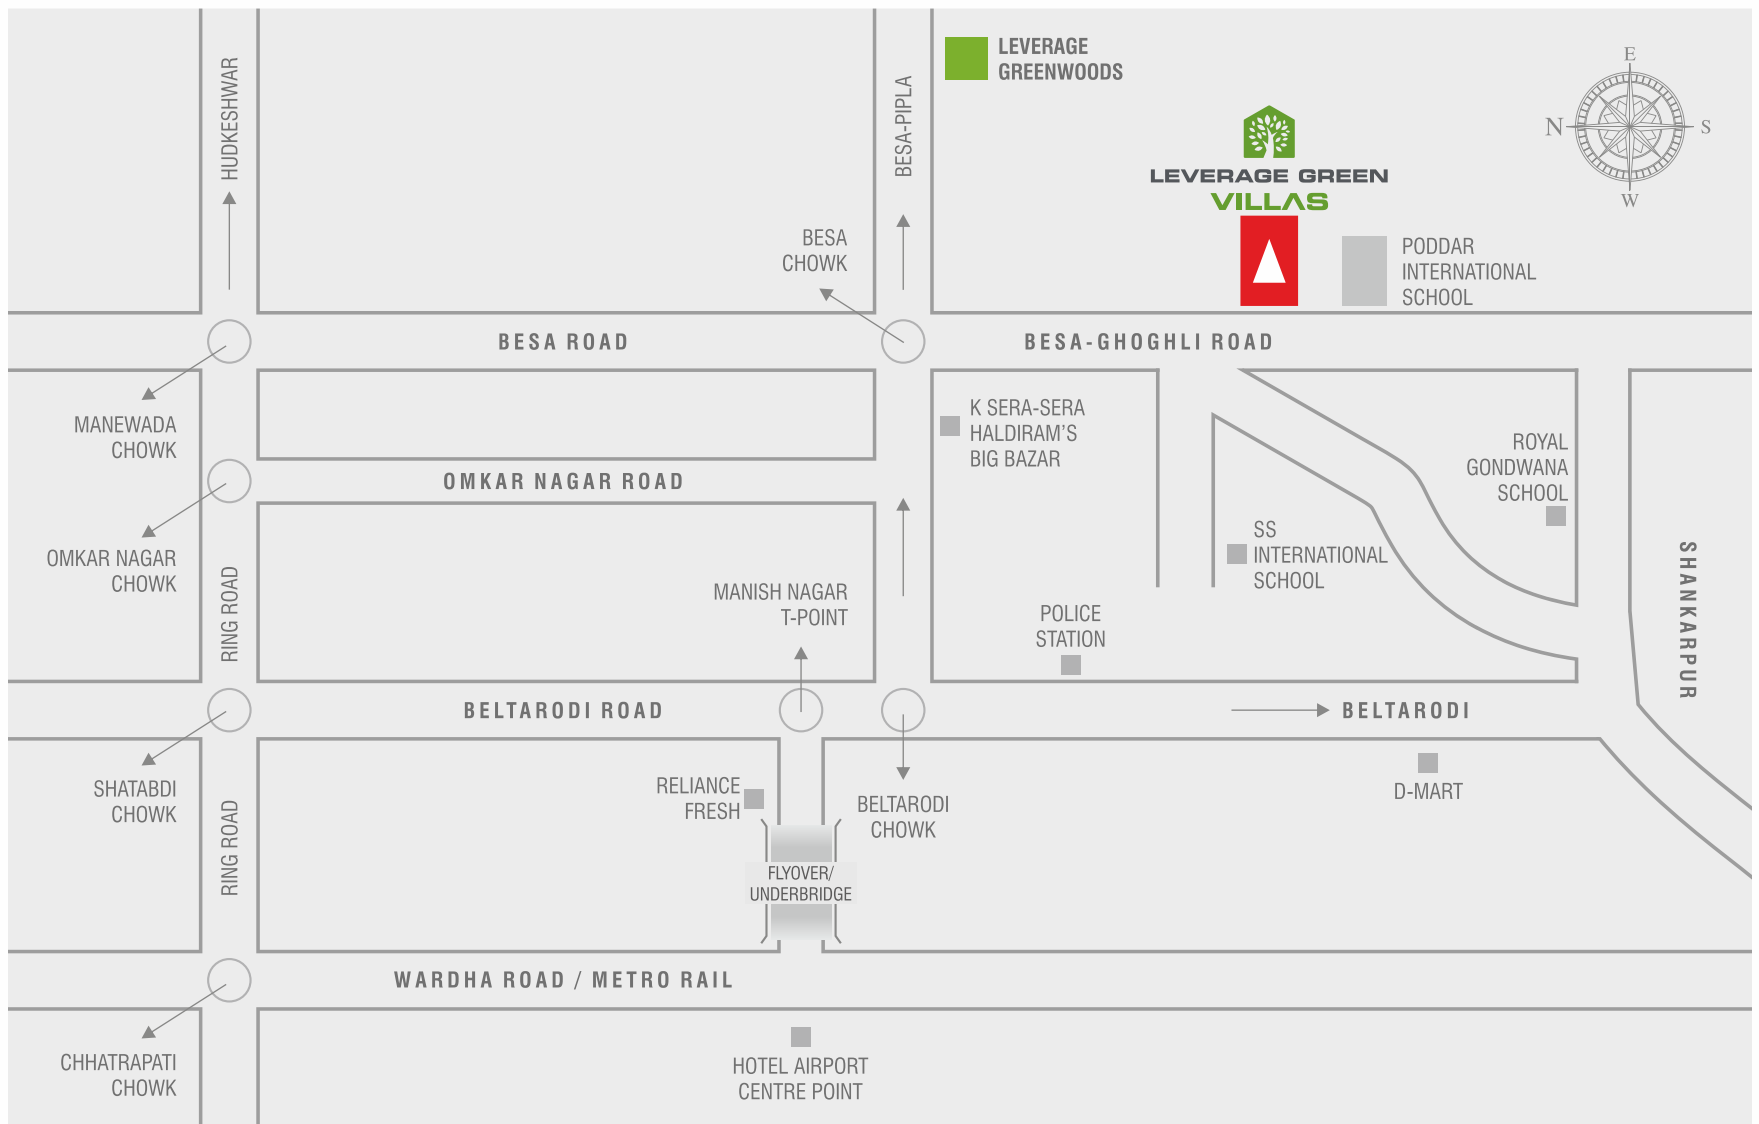 LEVERAGE
GREENWOODS
E
N
S
W
HUDKESHWAR
BESA-PIPLA
LEVERAGE GREEN
VILLAS
BESA
CHOWK
PODDAR
INTERNATIONAL
SCHOOL
BESA ROAD
BESA-GHOGHLI ROAD
MANEWADA
CHOWK
K SERA-SERA
HALDIRAM'S
BIG BAZAR
ROYAL
GONDWANA
SCHOOL
OMKAR NAGAR ROAD
OMKAR NAGAR
CHOWK
SS
INTERNATIONAL
SCHOOL
RING ROAD
MANISH NAGAR
T-POINT
POLICE
STATION
SHANKARPUR
BELTARODI ROAD
BELTARODI
SHATABDI
CHOWK
RELIANCE
FRESH
BELTARODI
CHOWK
D-MART
RING ROAD
FLYOVER/
UNDERBRIDGE
WARDHA ROAD / METRO RAIL
CHHATRAPATI
CHOWK
HOTEL AIRPORT
CENTRE POINT